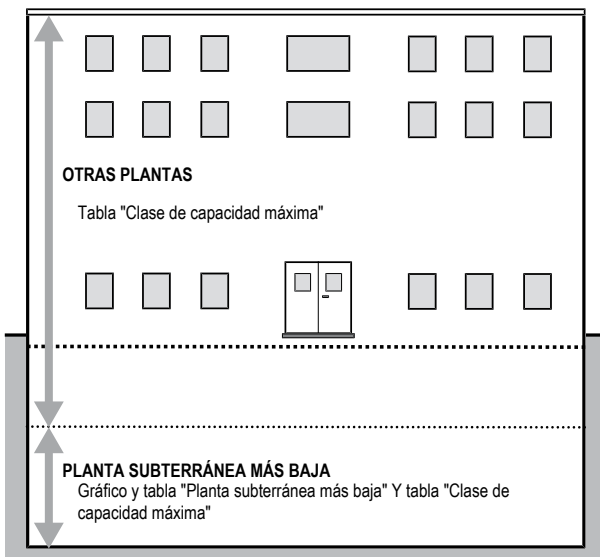 OTRAS PLANTAS
Tabla "Clase de capacidad máxima"
PLANTA SUBTERRÁNEA MÁS BAJA
Gráfico y tabla "Planta subterránea más baja" Y tabla "Clase de
capacidad máxima"